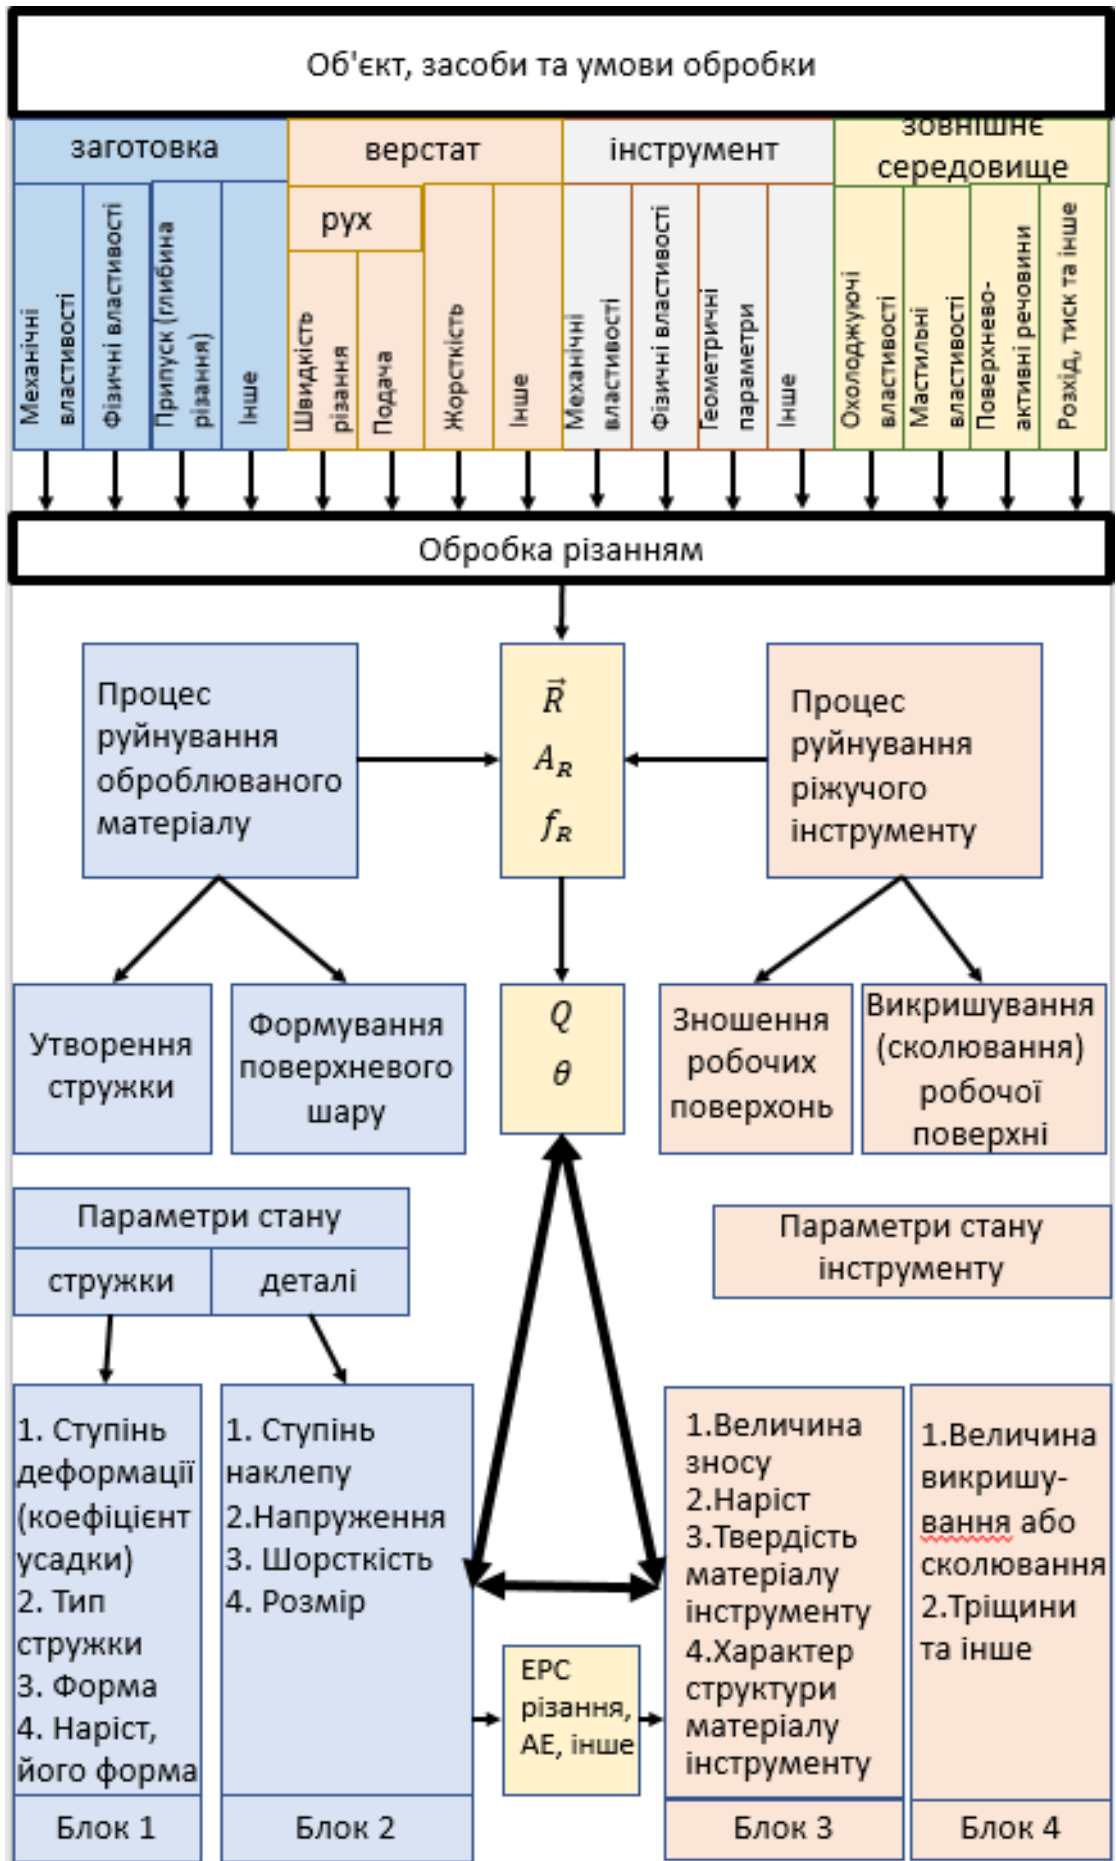 Об'єкт, засоби та умови обробки
заготовка
верстат
інструмент
зовнішнє
середовище
рух
Механічні
властивості
Фізичні властивості
Припуск (глибина
різання)
Інше
Швидкість
різання
Подача
Жорсткість
Інше
Механічні
властивості
Фізичні властивості
Геометричні
параметри
Інше
Охолоджуючі
властивості
Мастильні
властивості
Поверхнево-
активні речовини
Розхід, тиск та інше
Обробка різанням
Процес
руйнування
оброблюваного
матеріалу
R⃗
A_R
f_R
Процес
руйнування
ріжучого
інструменту
Утворення
стружки
Формування
поверхневого
шару
Q
θ
Зношення
робочих
поверхонь
Викришування
(сколювання)
робочої
поверхні
Параметри стану
стружки
деталі
Параметри стану
інструменту
1. Ступінь
деформації
(коефіцієнт
усадки)
2. Тип
стружки
3. Форма
4. Наріст,
його форма
Блок 1
1. Ступінь
наклепу
2.Напруження
3. Шорсткість
4. Розмір
Блок 2
ЕРС
різання,
АЕ, інше
1.Величина
зносу
2.Наріст
3.Твердість
матеріалу
інструменту
4.Характер
структури
матеріалу
інструменту
Блок 3
1.Величина
викришу-
вання або
сколювання
2.Тріщини
та інше
Блок 4